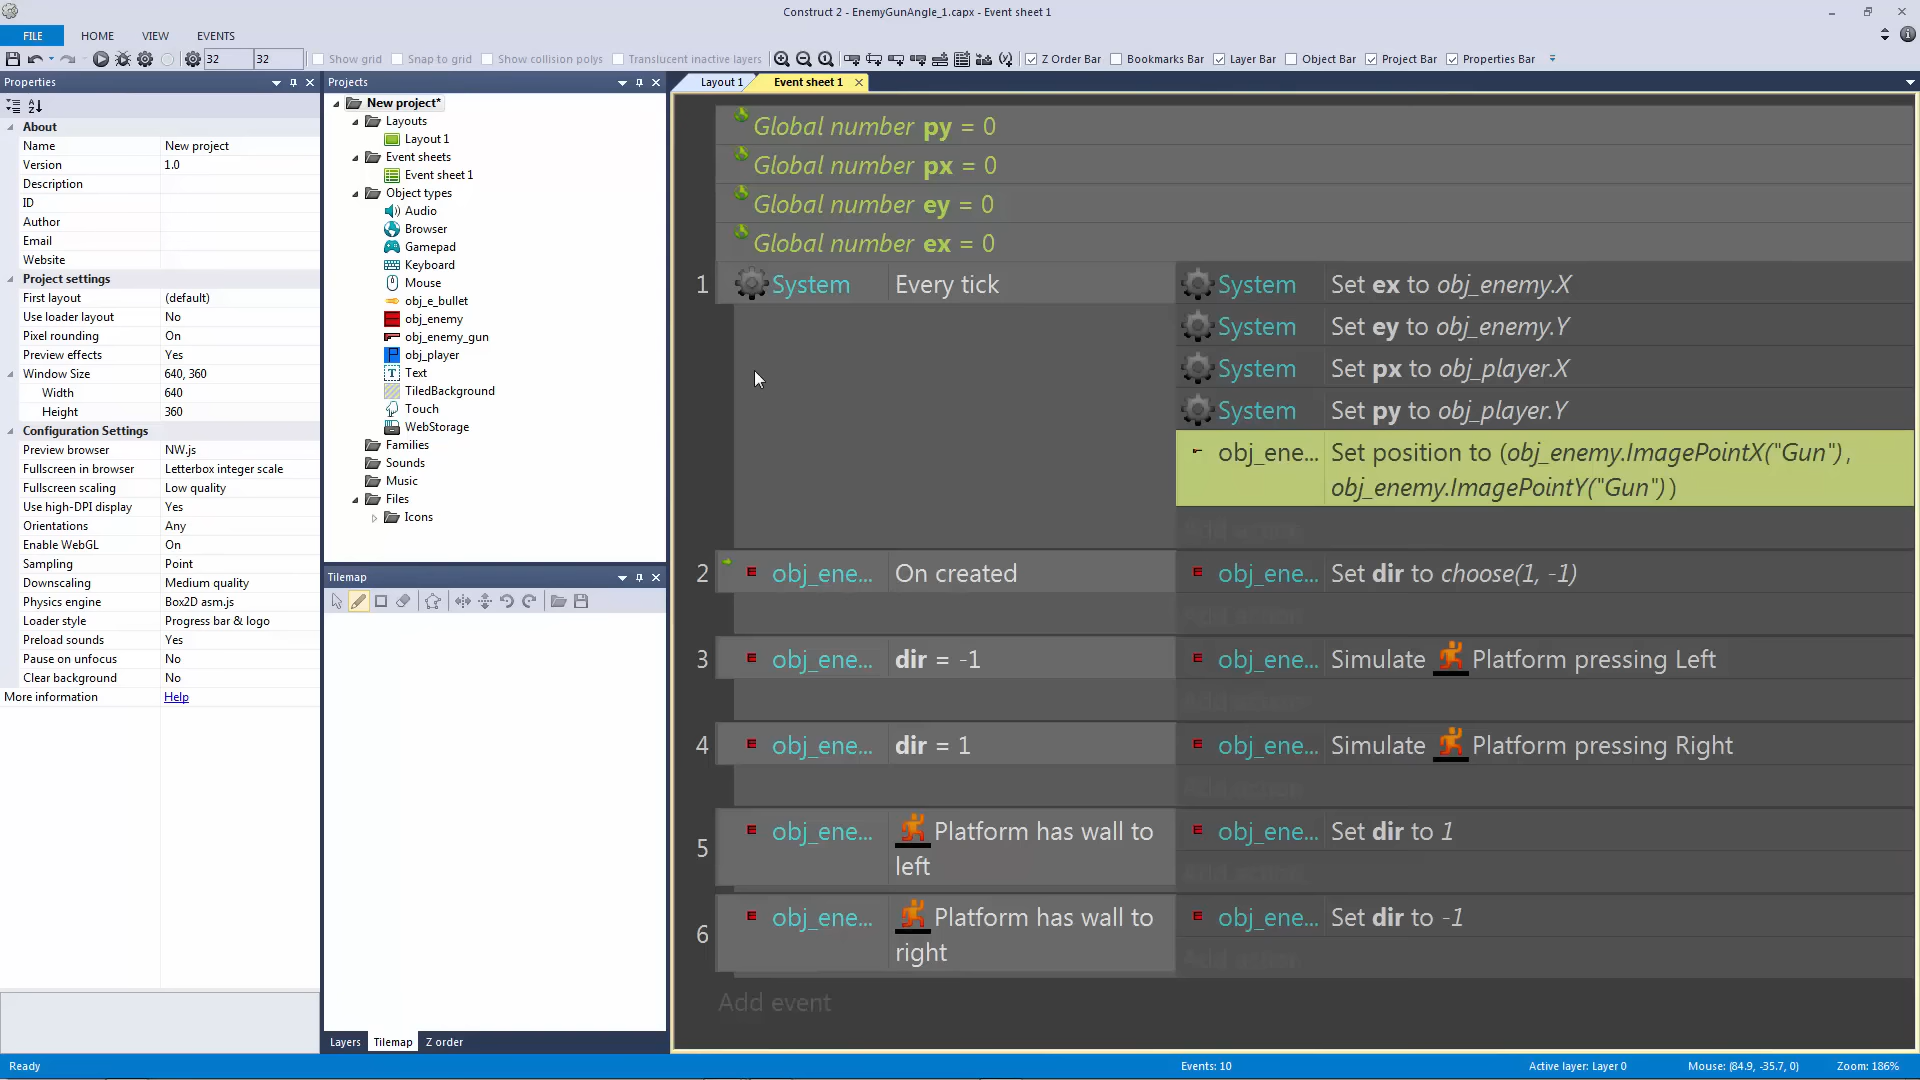 Construct 2 - EnemyGunAngle_1.capx - Event sheet 1
FILE HOME VIEW EVENTS
32 32 Show grid Snap to grid Show collision polys Translucent inactive layers Z Order Bar Bookmarks Bar Layer Bar Object Bar Project Bar Properties Bar
Properties
About
Name New project
Version 1.0
Description
ID
Author
Email
Website
Project settings
First layout (default)
Use loader layout No
Pixel rounding On
Preview effects Yes
Window Size 640, 360
Width 640
Height 360
Configuration Settings
Preview browser NW.js
Fullscreen in browser Letterbox integer scale
Fullscreen scaling Low quality
Use high-DPI display Yes
Orientations Any
Enable WebGL On
Sampling Point
Downscaling Medium quality
Physics engine Box2D asm.js
Loader style Progress bar & logo
Preload sounds Yes
Pause on unfocus No
Clear background No
More information Help
Projects
New project*
Layouts
Layout 1
Event sheets
Event sheet 1
Object types
Audio
Browser
Gamepad
Keyboard
Mouse
obj_e_bullet
obj_enemy
obj_enemy_gun
obj_player
Text
TiledBackground
Touch
WebStorage
Families
Sounds
Music
Files
Icons
Tilemap
Layers Tilemap Z order
Layout 1 Event sheet 1
Global number py = 0
Global number px = 0
Global number ey = 0
Global number ex = 0
1 System Every tick System Set ex to obj_enemy.X
System Set ey to obj_enemy.Y
System Set px to obj_player.X
System Set py to obj_player.Y
obj_ene... Set position to (obj_enemy.ImagePointX("Gun"),
obj_enemy.ImagePointY("Gun"))
Add action
2 obj_ene... On created obj_ene... Set dir to choose(1, -1)
Add action
3 obj_ene... dir = -1 obj_ene... Simulate Platform pressing Left
Add action
4 obj_ene... dir = 1 obj_ene... Simulate Platform pressing Right
Add action
5 obj_ene... Platform has wall to
left
obj_ene... Set dir to 1
Add action
6 obj_ene... Platform has wall to
right
obj_ene... Set dir to -1
Add action
Add event
Ready Events: 10 Active layer: Layer 0 Mouse: (84.9, -35.7, 0) Zoom: 186%